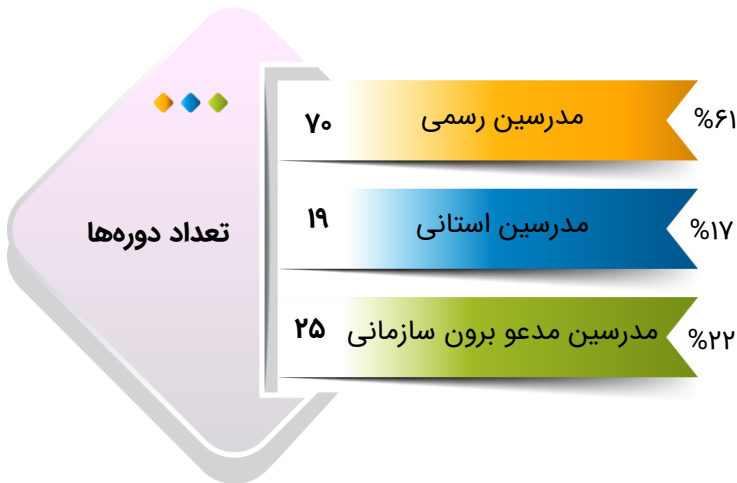 تعداد دوره‌ها
۷۰ مدرسین رسمی %۶۱
۱۹ مدرسین استانی %۱۷
۲۵ مدرسین مدعو برون سازمانی %۲۲